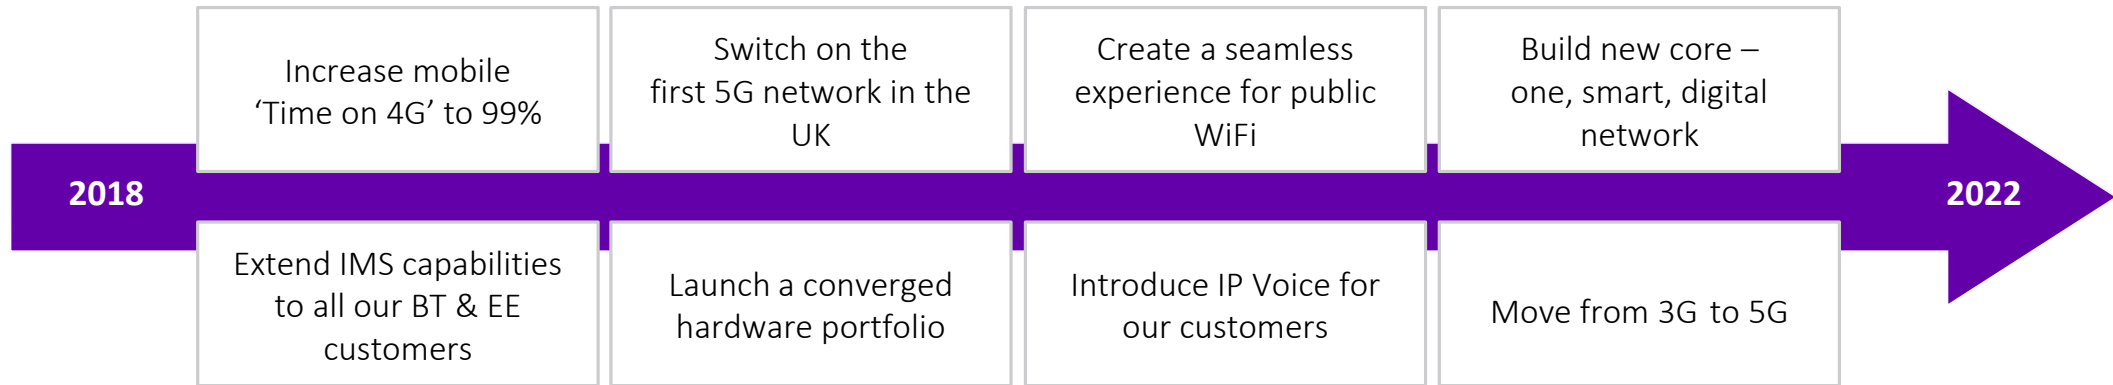 2018
Increase mobile
‘Time on 4G’ to 99%
Switch on the
first 5G network in the
UK
Create a seamless
experience for public
WiFi
Build new core –
one, smart, digital
network
Extend IMS capabilities
to all our BT & EE
customers
Launch a converged
hardware portfolio
Introduce IP Voice for
our customers
Move from 3G to 5G
2022